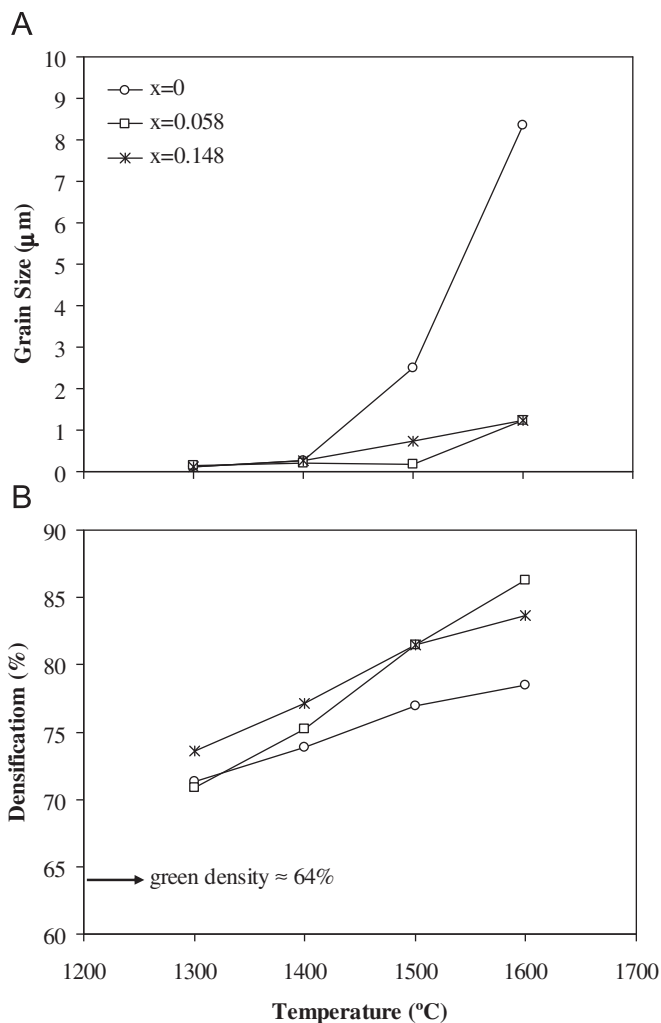 A
10
9
8
7
6
5
4
3
2
1
0
Grain Size (μm)
x=0
x=0.058
x=0.148
B
90
85
80
75
70
65
60
Densificatiom (%)
green density ≈ 64%
1200 1300 1400 1500 1600 1700
Temperature (ºC)